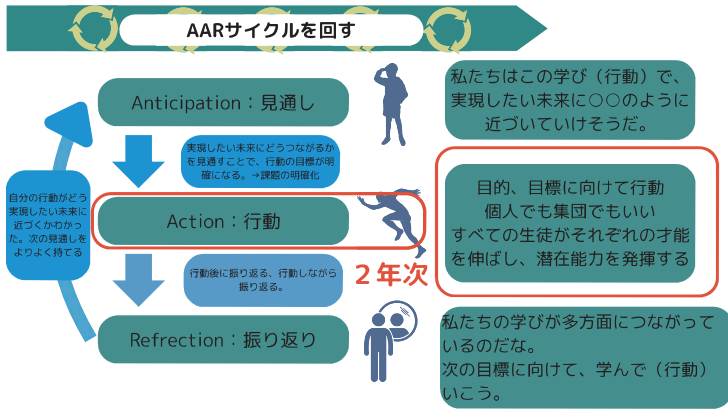 AARサイクルを回す
Anticipation：見通し
私たちはこの学び（行動）で、
実現したい未来に○○のように
近づいていけそうだ。
実現したい未来にどうつながるか
を見通すことで、行動の目標が明
確になる。→課題の明確化
自分の行動がどう
実現したい未来に
近づくかわかっ
た。次の見通しを
よりよく持てる
Action：行動
目的、目標に向けて行動
個人でも集団でもいい
すべての生徒がそれぞれの才能
を伸ばし、潜在能力を発揮する
行動後に振り返る、行動しながら
振り返る。
２年次
Refrection：振り返り
私たちの学びが多方面につながって
いるのだな。
次の目標に向けて、学んで（行動）
いこう。